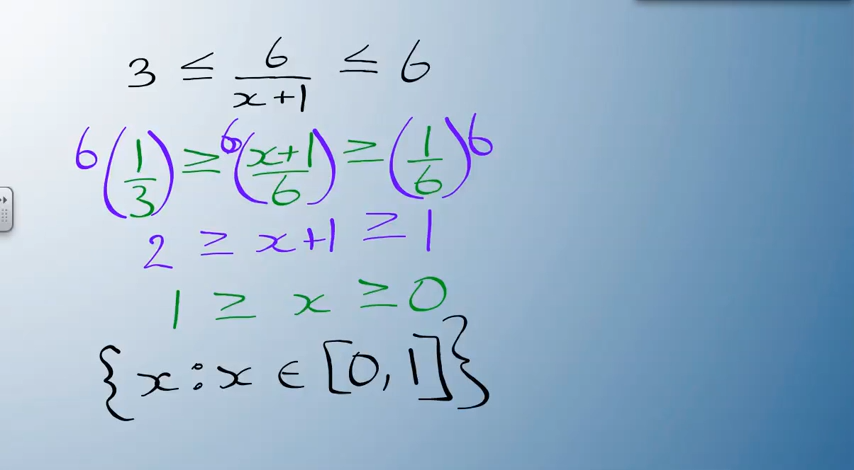 3 ≤ 6/(x+1) ≤ 6
6(1/3) ≥ 6((x+1)/6) ≥ (1/6)6
2 ≥ x+1 ≥ 1
1 ≥ x ≥ 0
{x:x ∈ [0,1]}